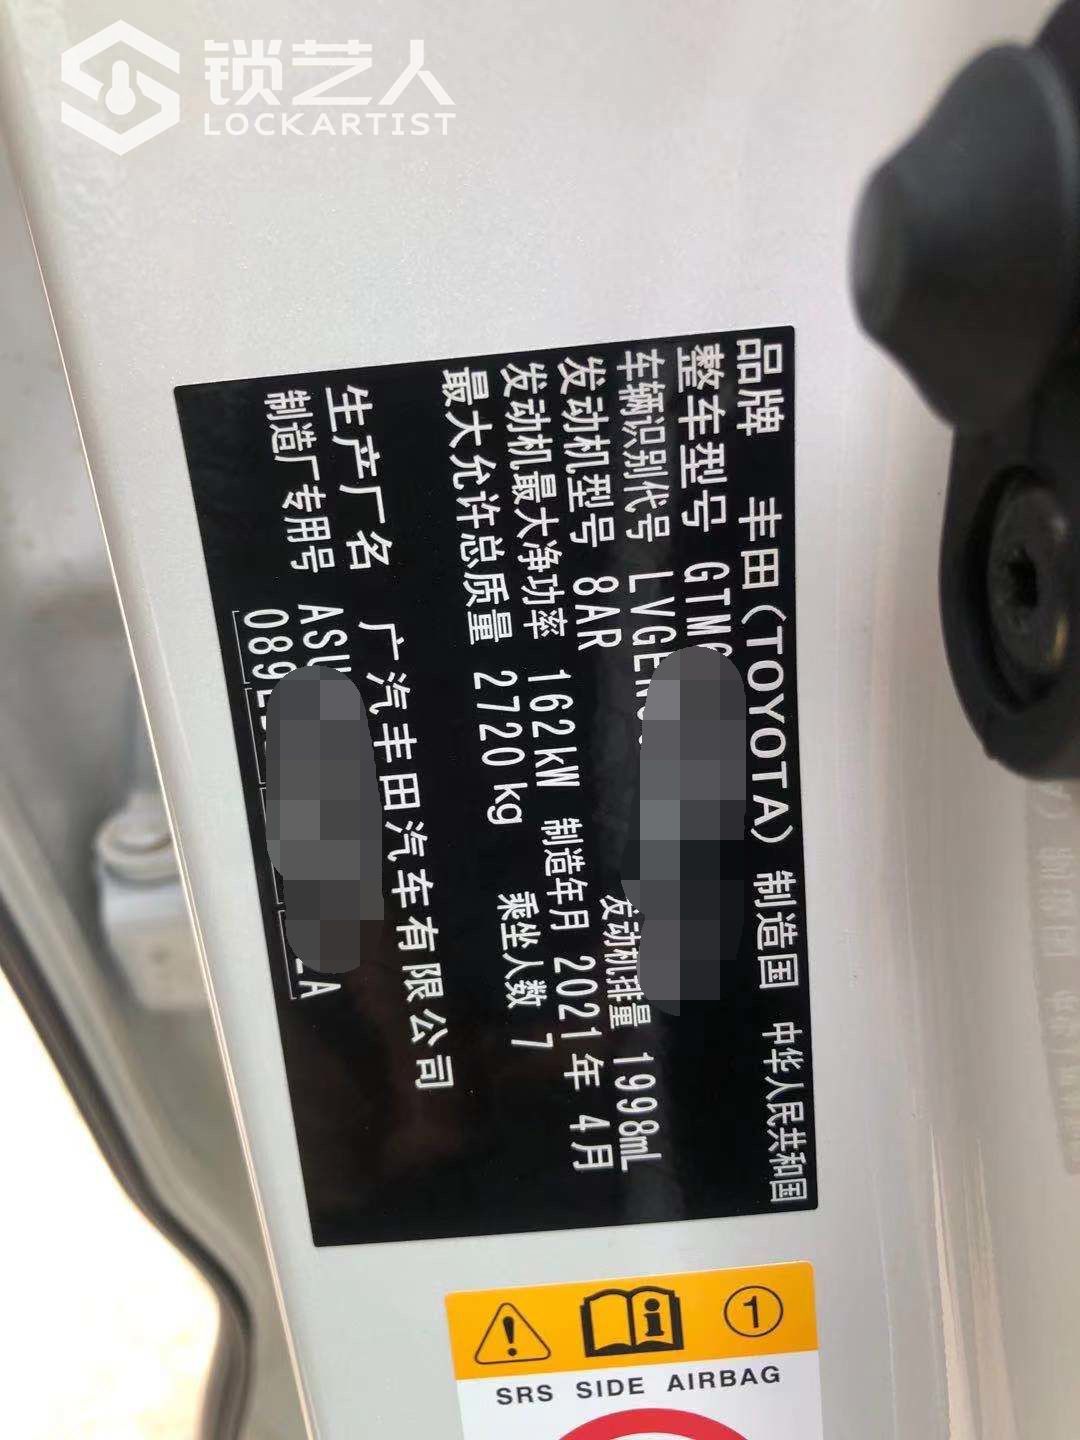 锁艺人
LOCKARTIST
品牌 丰田(TOYOTA) 制造国 中华人民共和国
整车型号 GTMC
车辆识别代号 LVGEN
发动机型号 8AR 发动机排量 1998mL
发动机最大净功率 162kW 制造年月 2021年 4月
最大允许总质量 2720kg 乘坐人数 7
生产厂名 广汽丰田汽车有限公司
制造厂专用号 ASU
089
1
SRS SIDE AIRBAG